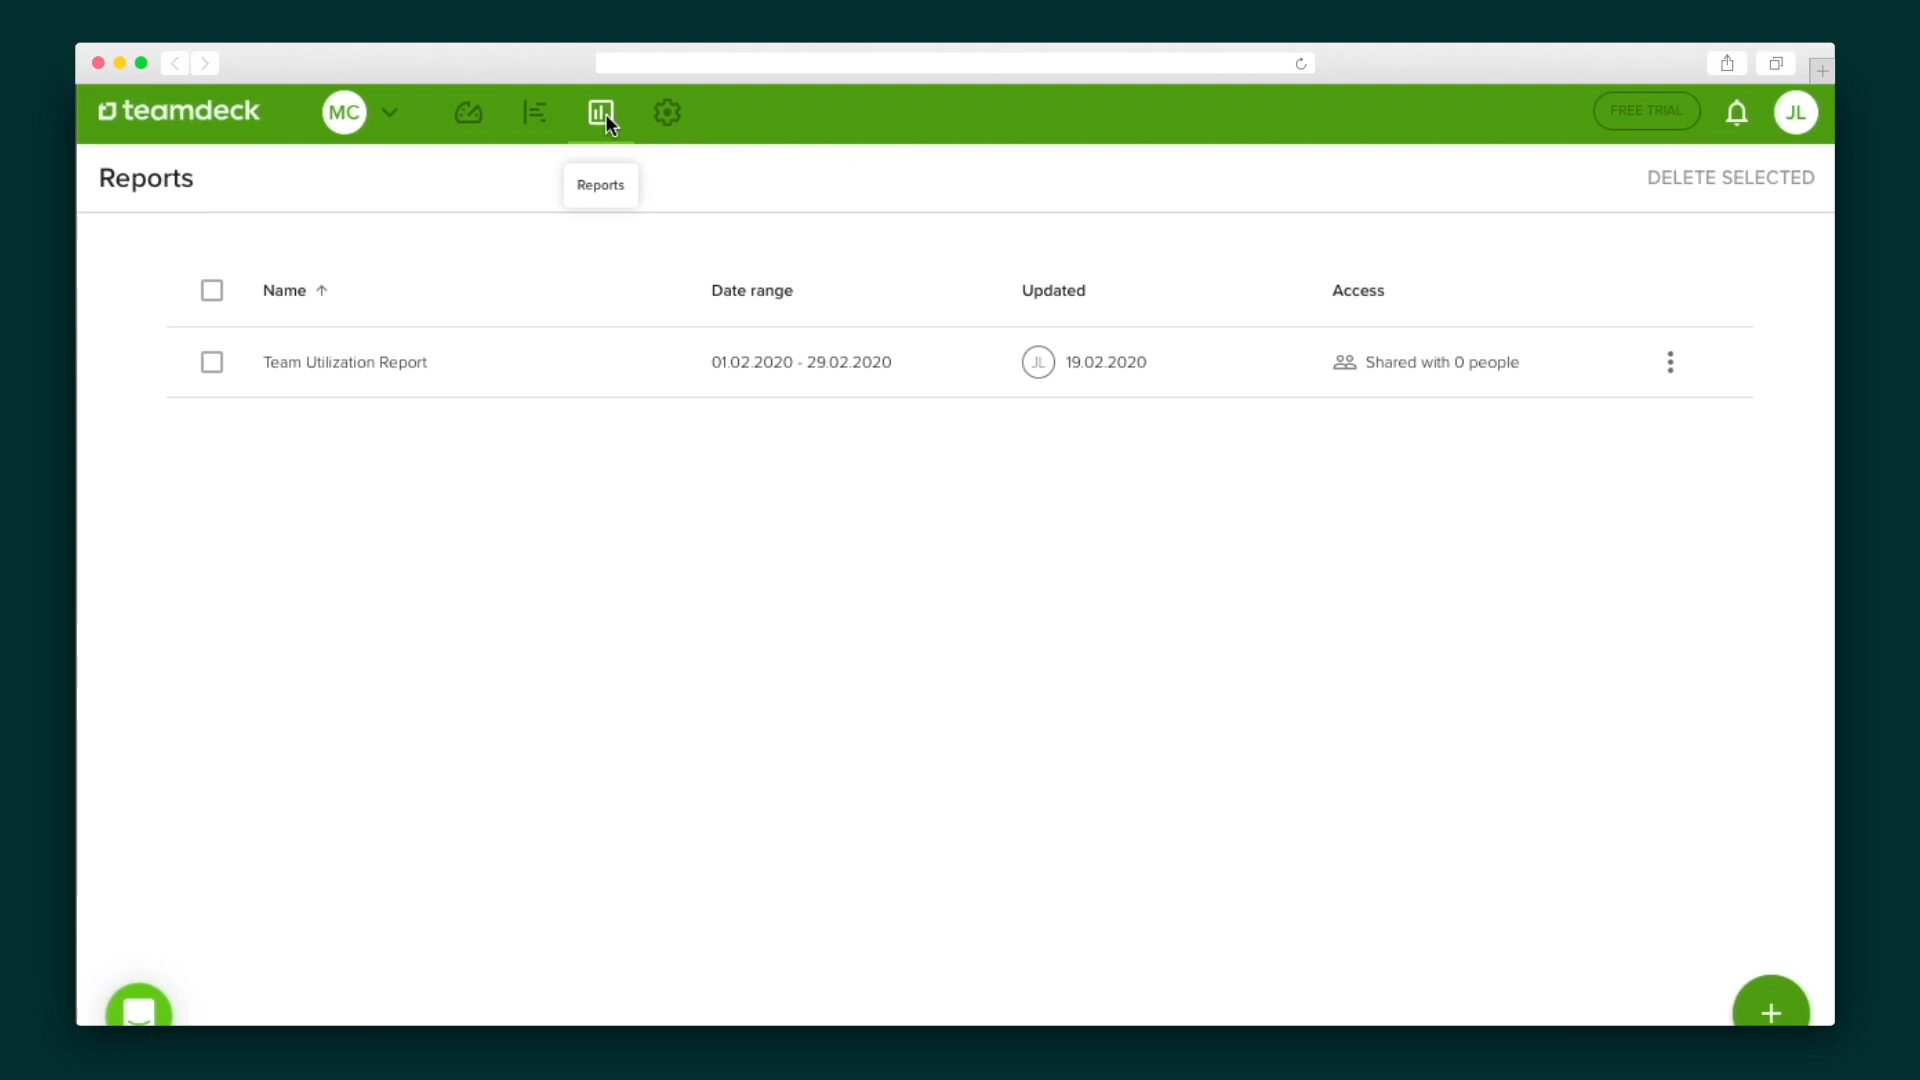 teamdeck MC FREE TRIAL JL
Reports DELETE SELECTED
Reports
Name Date range Updated Access
Team Utilization Report 01.02.2020 - 29.02.2020 JL 19.02.2020 Shared with 0 people